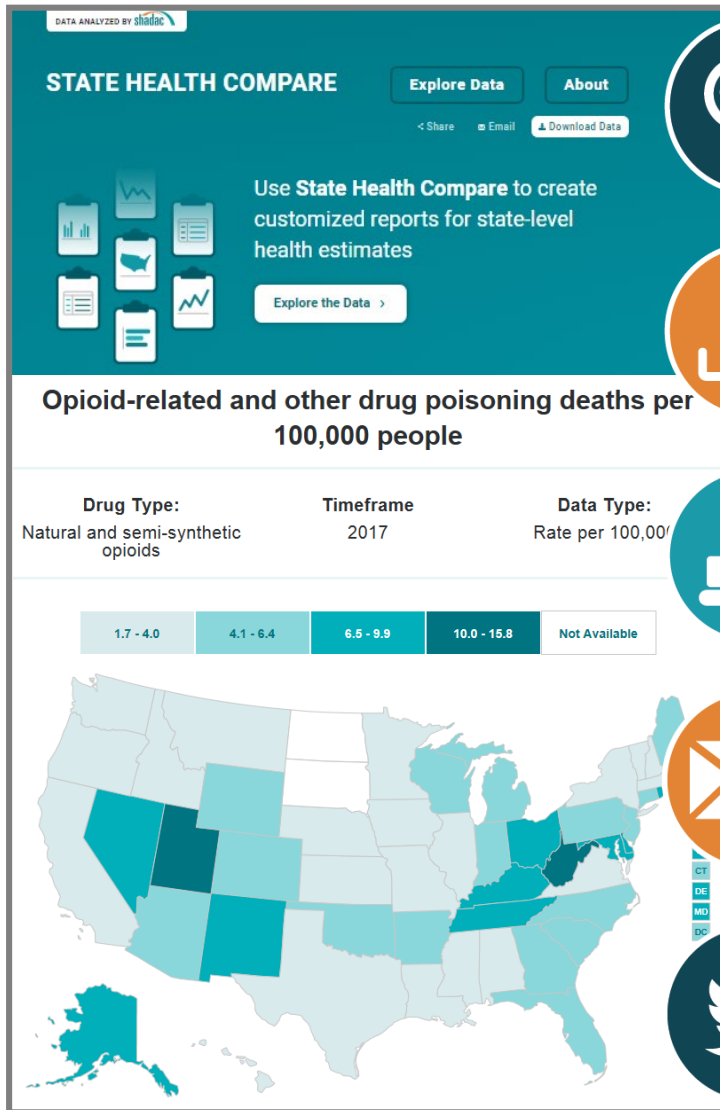 DATA ANALYZED BY shadac
STATE HEALTH COMPARE
Explore Data
About
Share
Email
Download Data
Use State Health Compare to create
customized reports for state-level
health estimates
Explore the Data >
Opioid-related and other drug poisoning deaths per
100,000 people
Drug Type:
Natural and semi-synthetic
opioids
Timeframe
2017
Data Type:
Rate per 100,00
1.7 - 4.0
4.1 - 6.4
6.5 - 9.9
10.0 - 15.8
Not Available
CT
DE
MD
DC